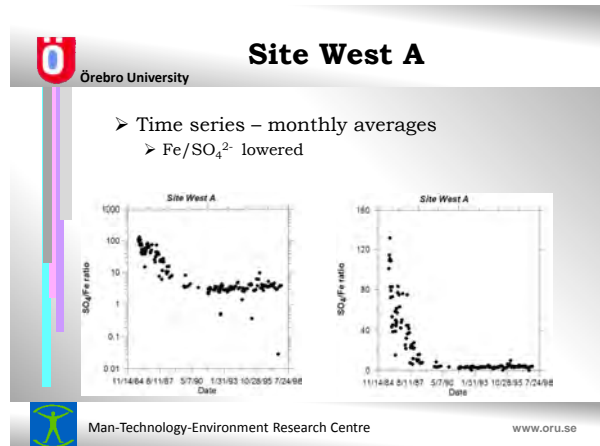 Site West A
Örebro University
➢ Time series – monthly averages
➢ Fe/SO₄²⁻ lowered
Site West A
1000
100
10
1
0.1
0.01
SO₄/Fe ratio
11/14/84 8/11/87 5/7/90 1/31/93 10/28/95 7/24/98
Date
Site West A
160
120
80
40
0
SO₄/Fe ratio
11/14/84 8/11/87 5/7/90 1/31/93 10/28/95 7/24/98
Date
Man-Technology-Environment Research Centre
www.oru.se